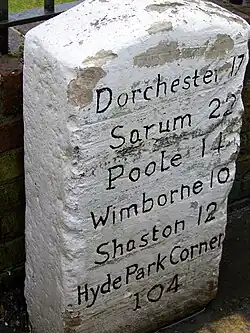 Dorchester 17
Sarum 22
Poole 14
Wimborne 10
Shaston 12
Hyde Park Corner
104